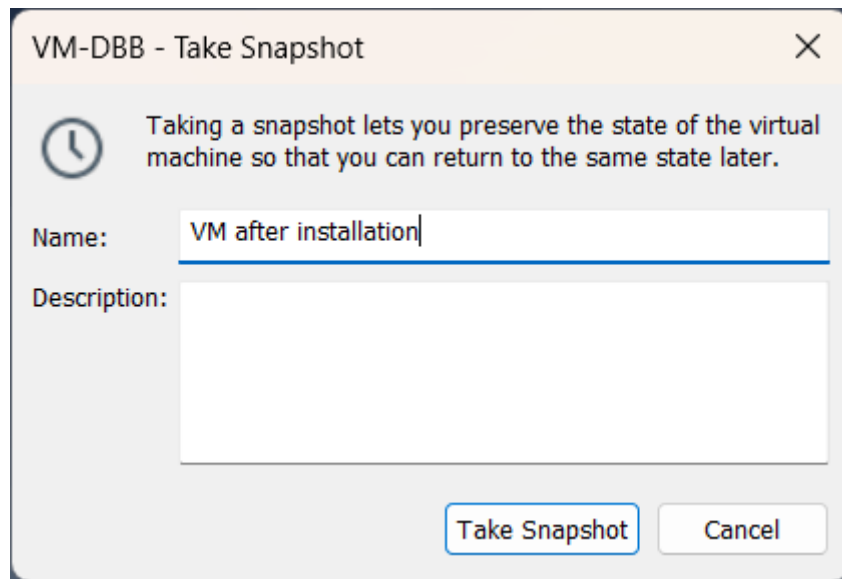 VM-DBB - Take Snapshot
Taking a snapshot lets you preserve the state of the virtual
machine so that you can return to the same state later.
Name:
VM after installation
Description:
Take Snapshot
Cancel